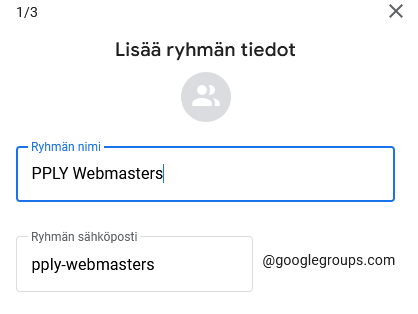 1/3
Lisää ryhmän tiedot
Ryhmän nimi
PPLY Webmasters
Ryhmän sähköposti
pply-webmasters
@googlegroups.com